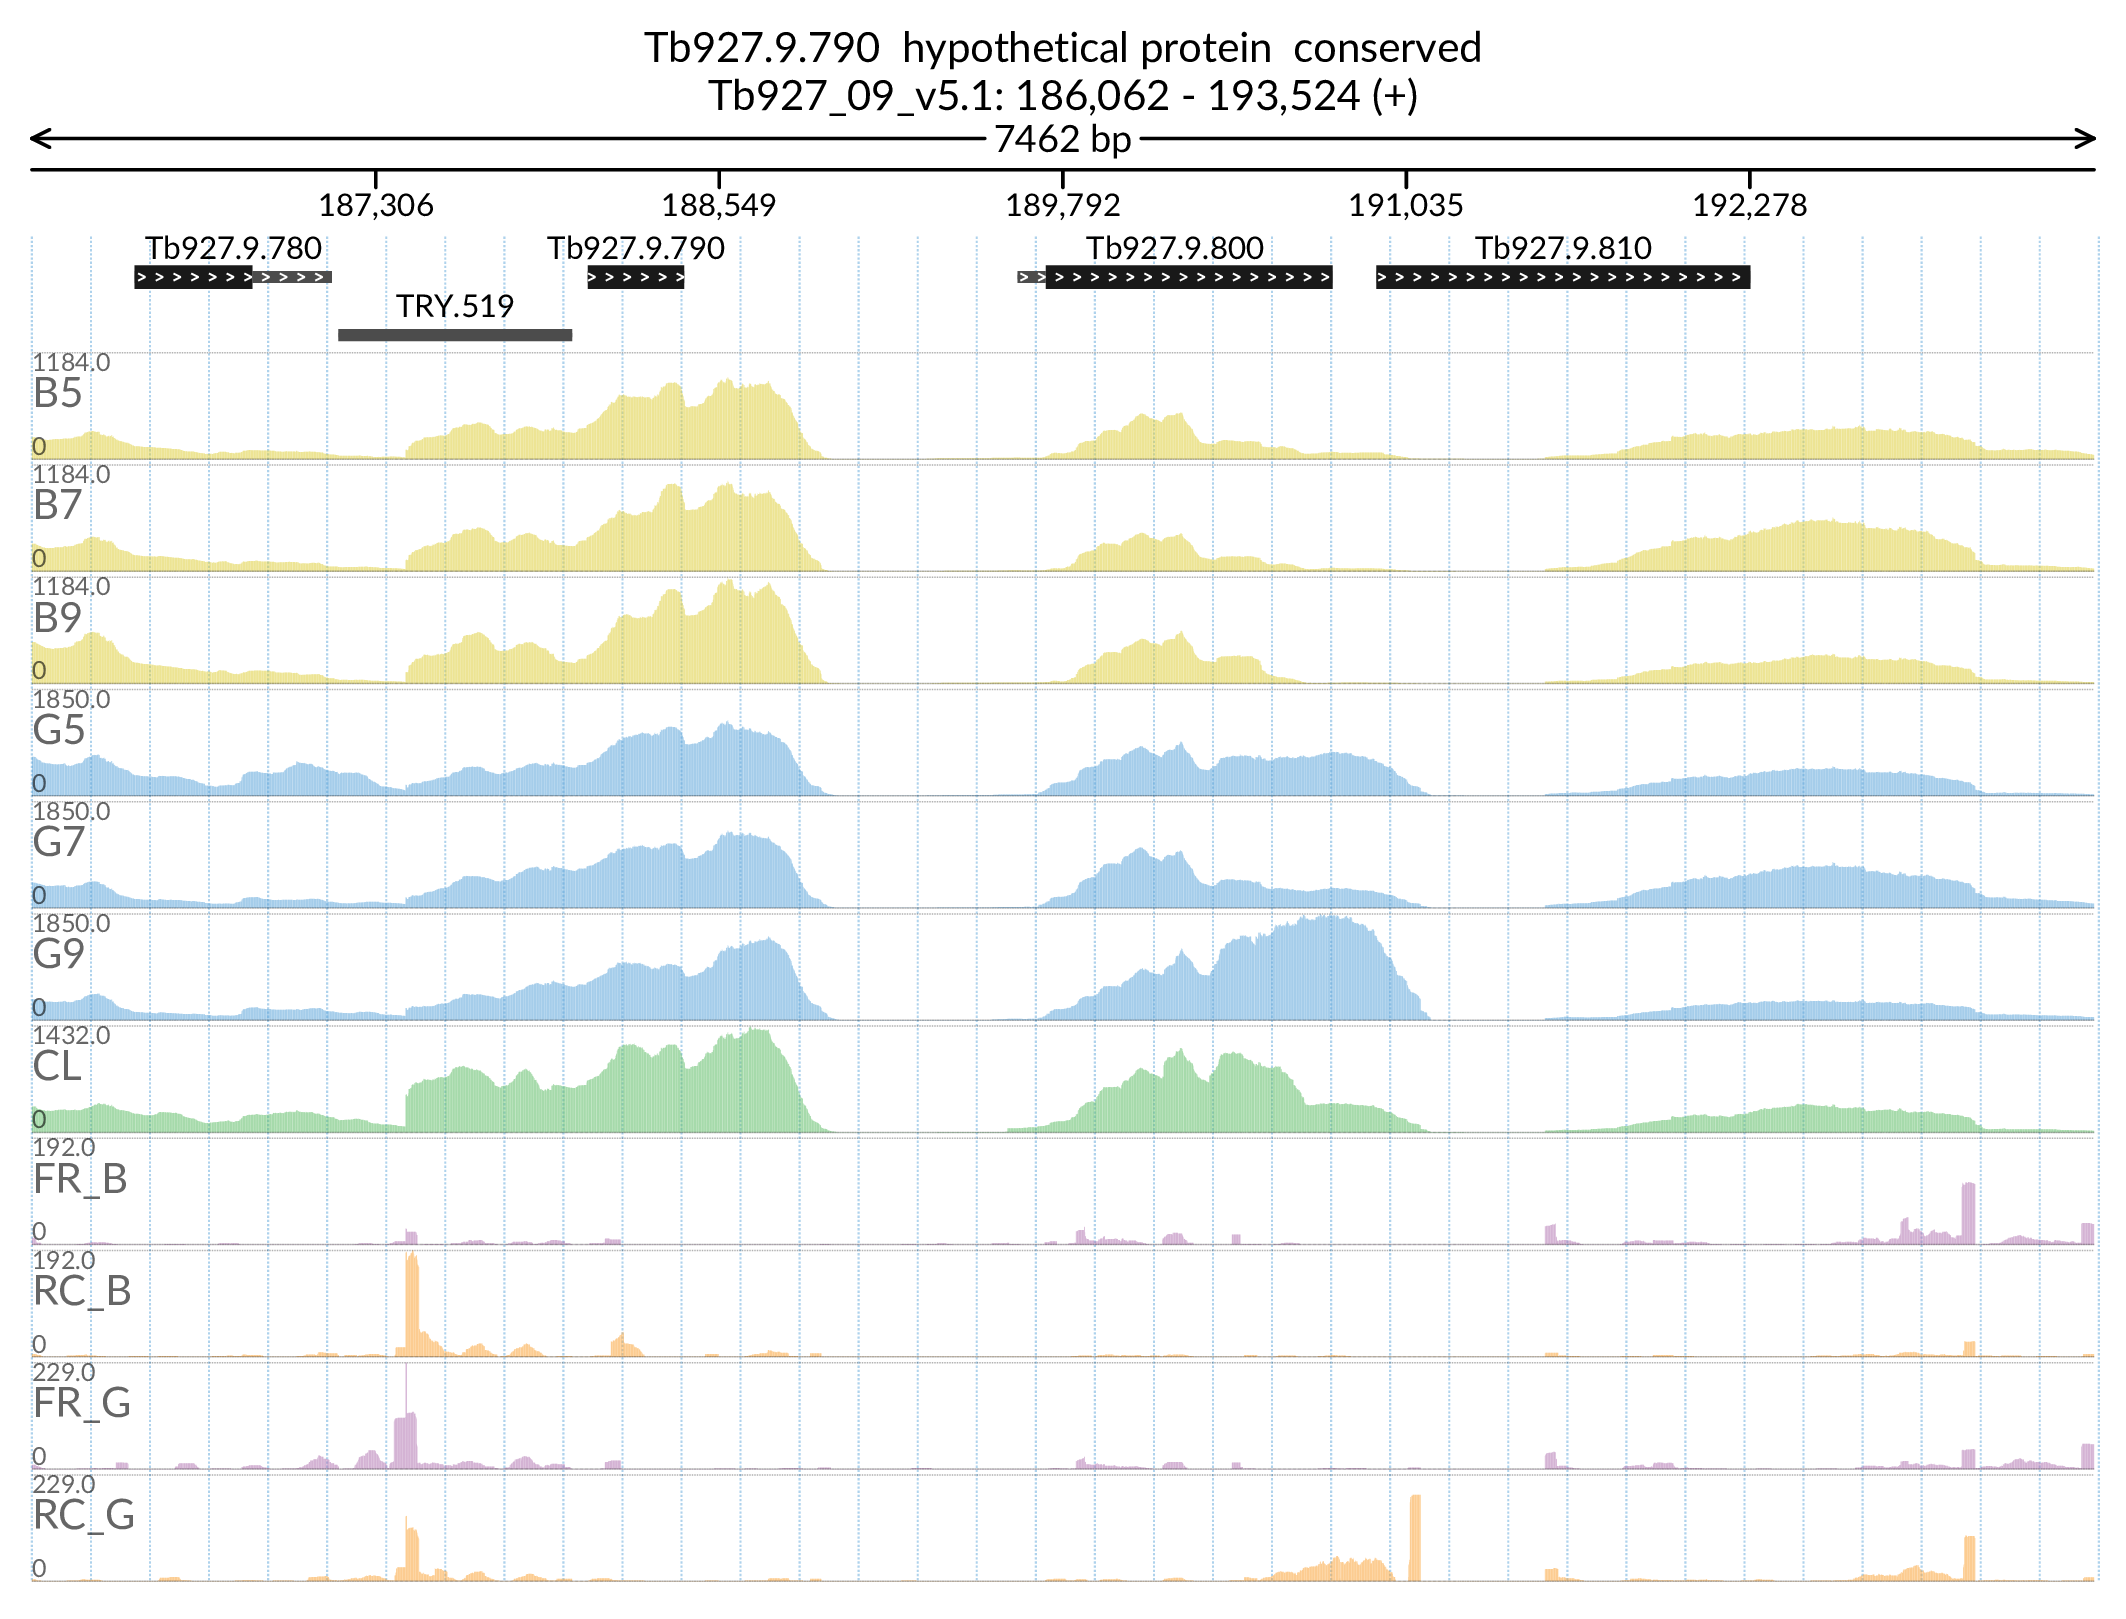 Tb927.9.790  hypothetical protein  conserved
Tb927_09_v5.1: 186,062 - 193,524 (+)
7462 bp
187,306 188,549 189,792 191,035 192,278
Tb927.9.780 Tb927.9.790 Tb927.9.800 Tb927.9.810
TRY.519
1184.0
B5
0
1184.0
B7
0
1184.0
B9
0
1850.0
G5
0
1850.0
G7
0
1850.0
G9
0
1432.0
CL
0
192.0
FR_B
0
192.0
RC_B
0
229.0
FR_G
0
229.0
RC_G
0